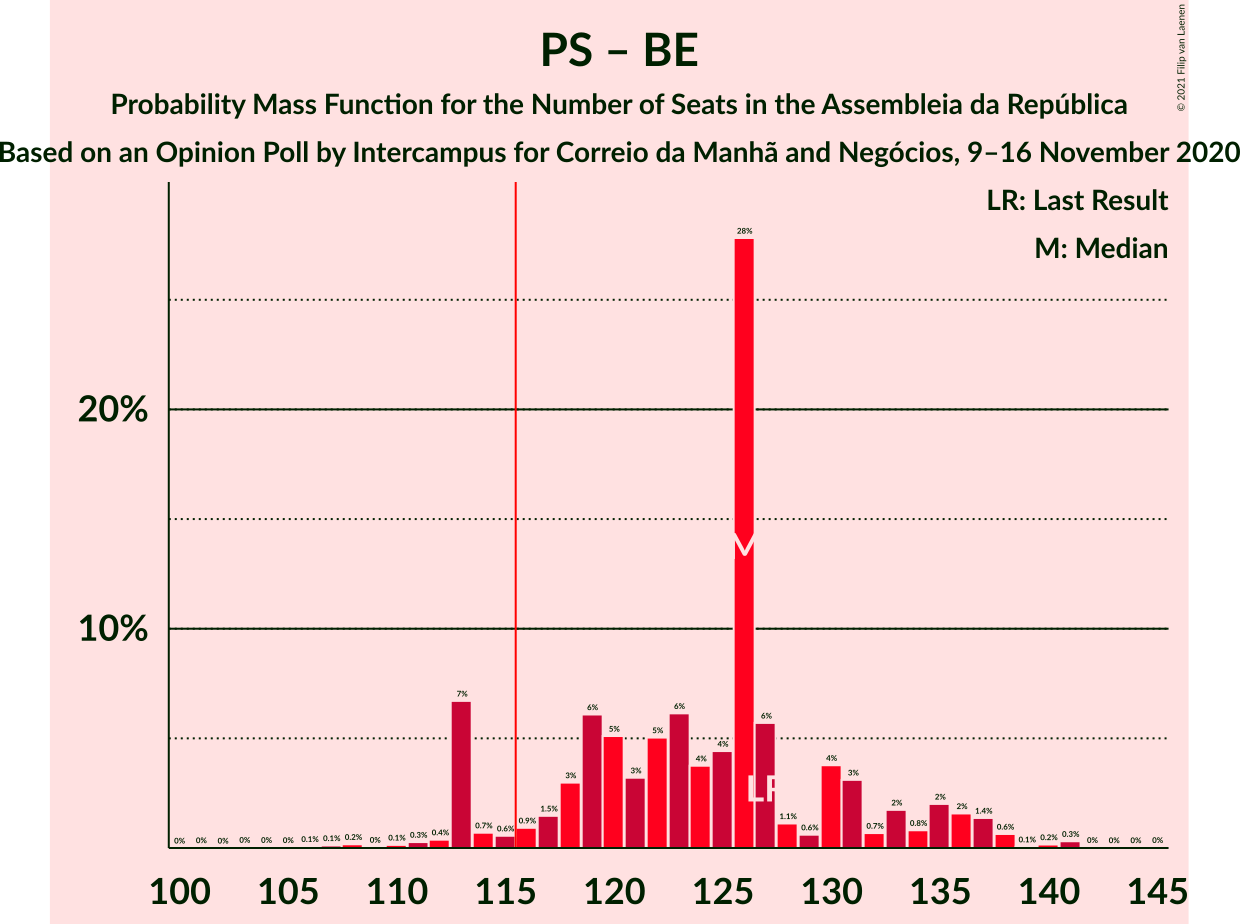 © 2021 Filip van Laenen
PS – BE
Probability Mass Function for the Number of Seats in the Assembleia da República
Based on an Opinion Poll by Intercampus for Correio da Manhã and Negócios, 9–16 November 2020
LR: Last Result
M: Median
20%
10%
0% 0% 0% 0% 0% 0% 0.1% 0.1% 0.2% 0% 0.1% 0.3% 0.4% 7% 0.7% 0.6% 0.9% 1.5% 3% 6% 5% 3% 5% 6% 4% 4% 28% 6% 1.1% 0.6% 4% 3% 0.7% 2% 0.8% 2% 2% 1.4% 0.6% 0.1% 0.2% 0.3% 0% 0% 0% 0%
M
LR
100 105 110 115 120 125 130 135 140 145